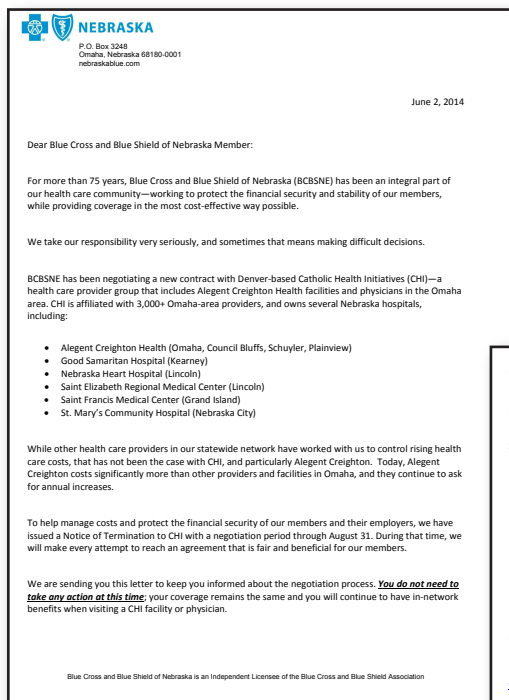 NEBRASKA
P.O. Box 3248
Omaha, Nebraska 68180-0001
nebraskablue.com
June 2, 2014
Dear Blue Cross and Blue Shield of Nebraska Member:
For more than 75 years, Blue Cross and Blue Shield of Nebraska (BCBSNE) has been an integral part of
our health care community—working to protect the financial security and stability of our members,
while providing coverage in the most cost-effective way possible.
We take our responsibility very seriously, and sometimes that means making difficult decisions.
BCBSNE has been negotiating a new contract with Denver-based Catholic Health Initiatives (CHI)—a
health care provider group that includes Alegent Creighton Health facilities and physicians in the Omaha
area. CHI is affiliated with 3,000+ Omaha-area providers, and owns several Nebraska hospitals,
including:
• Alegent Creighton Health (Omaha, Council Bluffs, Schuyler, Plainview)
• Good Samaritan Hospital (Kearney)
• Nebraska Heart Hospital (Lincoln)
• Saint Elizabeth Regional Medical Center (Lincoln)
• Saint Francis Medical Center (Grand Island)
• St. Mary's Community Hospital (Nebraska City)
While other health care providers in our statewide network have worked with us to control rising health
care costs, that has not been the case with CHI, and particularly Alegent Creighton. Today, Alegent
Creighton costs significantly more than other providers and facilities in Omaha, and they continue to ask
for annual increases.
To help manage costs and protect the financial security of our members and their employers, we have
issued a Notice of Termination to CHI with a negotiation period through August 31. During that time, we
will make every attempt to reach an agreement that is fair and beneficial for our members.
We are sending you this letter to keep you informed about the negotiation process. You do not need to
take any action at this time; your coverage remains the same and you will continue to have in-network
benefits when visiting a CHI facility or physician.
Blue Cross and Blue Shield of Nebraska is an Independent Licensee of the Blue Cross and Blue Shield Association